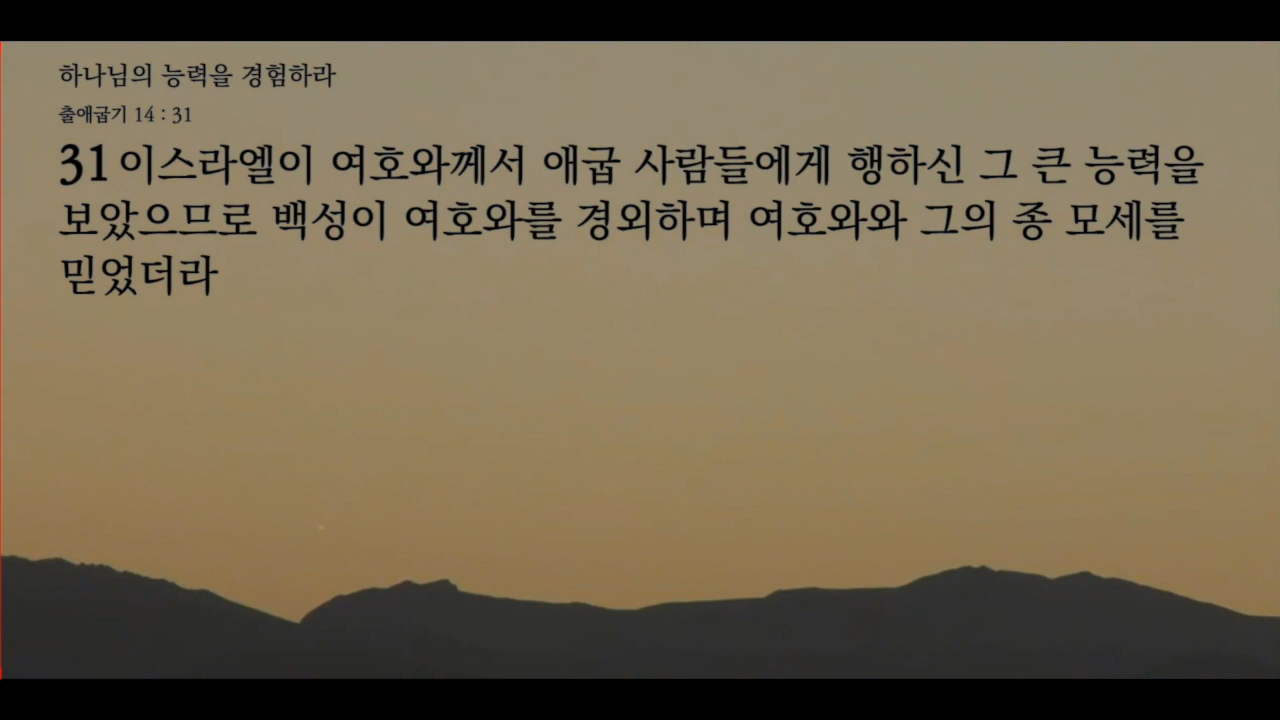 하나님의 능력을 경험하라
출애굽기 14 : 31
31 이스라엘이 여호와께서 애굽 사람들에게 행하신 그 큰 능력을
보았으므로 백성이 여호와를 경외하며 여호와와 그의 종 모세를
믿었더라